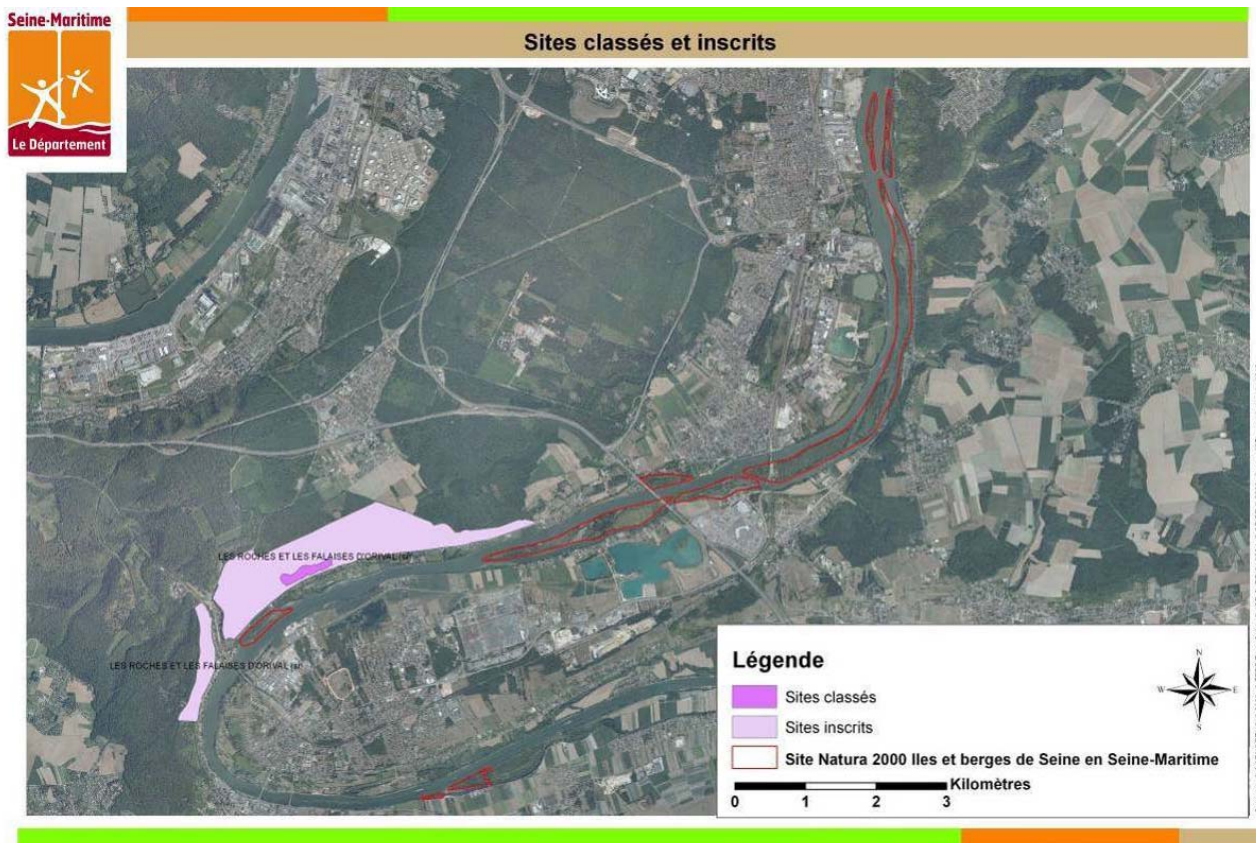 Seine-Maritime
Le Département
Sites classés et inscrits
LES ROCHES ET LES FALAISES D'ORIVAL
LES ROCHES ET LES FALAISES D'ORIVAL
Légende
Sites classés
Sites inscrits
Site Natura 2000 Iles et berges de Seine en Seine-Maritime
Kilomètres
0 1 2 3
N
W E
S